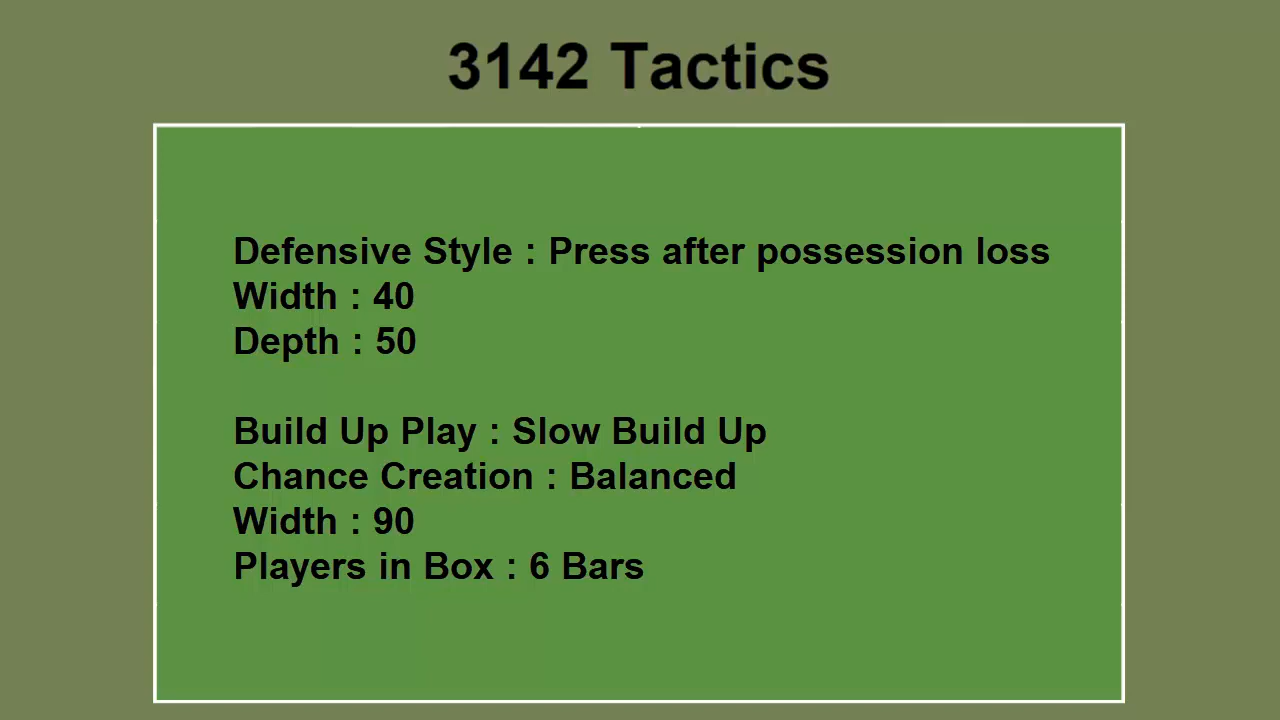 3142 Tactics
Defensive Style : Press after possession loss
Width : 40
Depth : 50
Build Up Play : Slow Build Up
Chance Creation : Balanced
Width : 90
Players in Box : 6 Bars